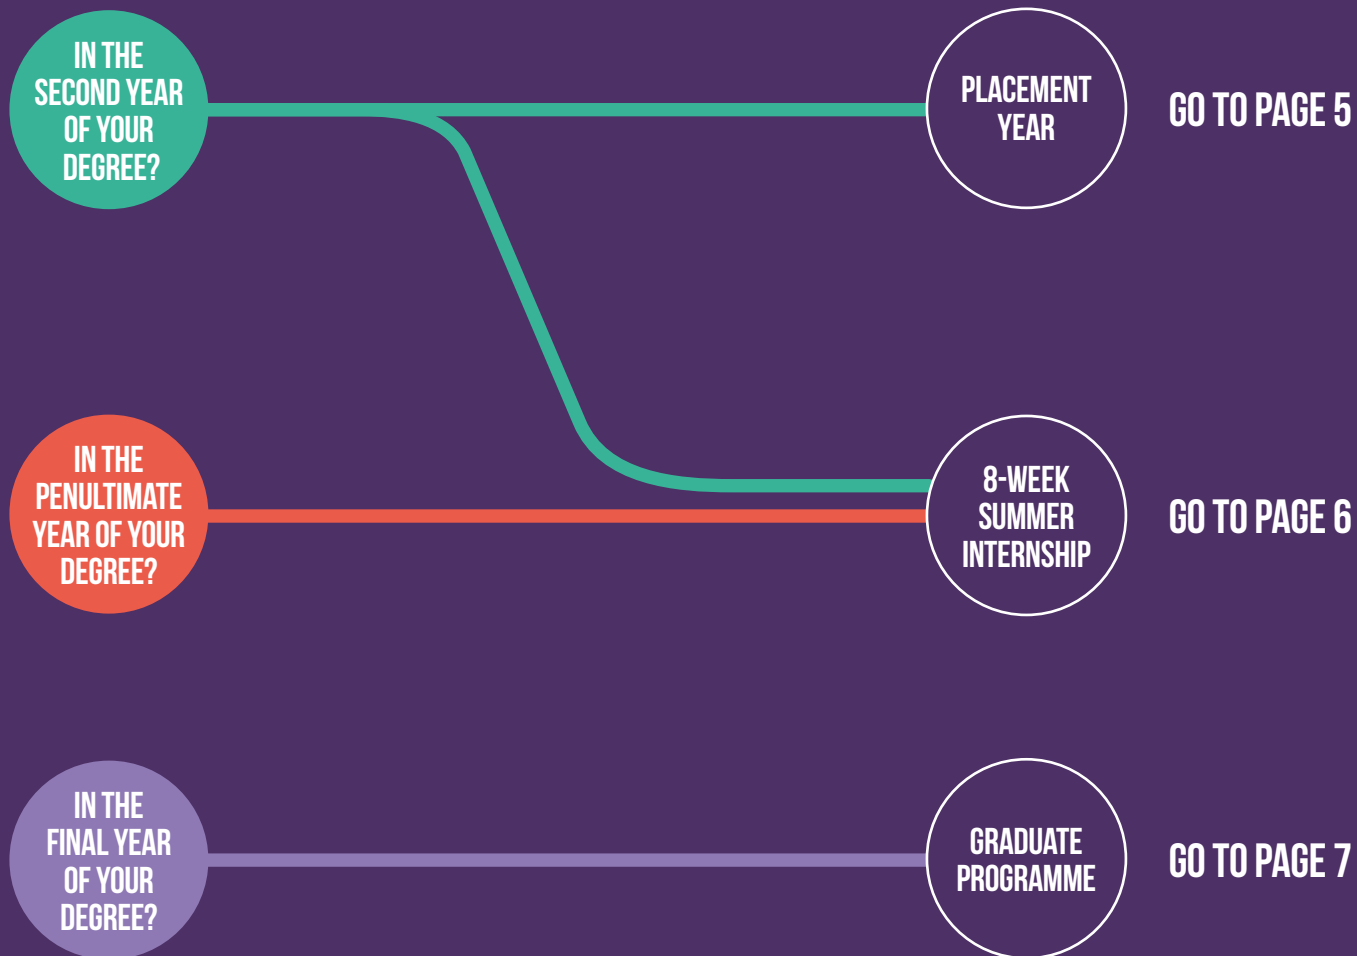 IN THE
SECOND YEAR
OF YOUR
DEGREE?
PLACEMENT
YEAR
GO TO PAGE 5
IN THE
PENULTIMATE
YEAR OF YOUR
DEGREE?
8-WEEK
SUMMER
INTERNSHIP
GO TO PAGE 6
IN THE
FINAL YEAR
OF YOUR
DEGREE?
GRADUATE
PROGRAMME
GO TO PAGE 7